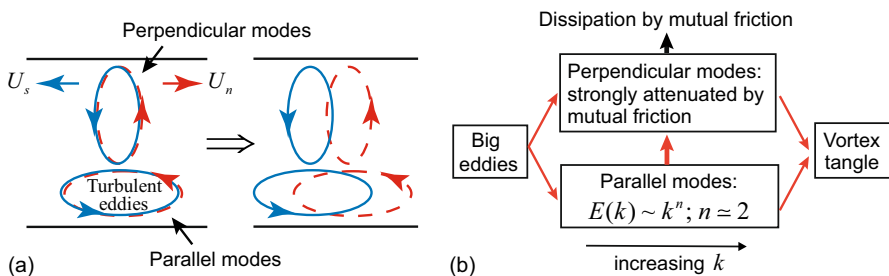 Perpendicular modes
U_s
U_n
Turbulent
eddies
Parallel modes
(a)
Dissipation by mutual friction
Perpendicular modes:
strongly attenuated by
mutual friction
Big
eddies
Vortex
tangle
Parallel modes:
E(k) ~ k^n; n ≃ 2
increasing k
(b)